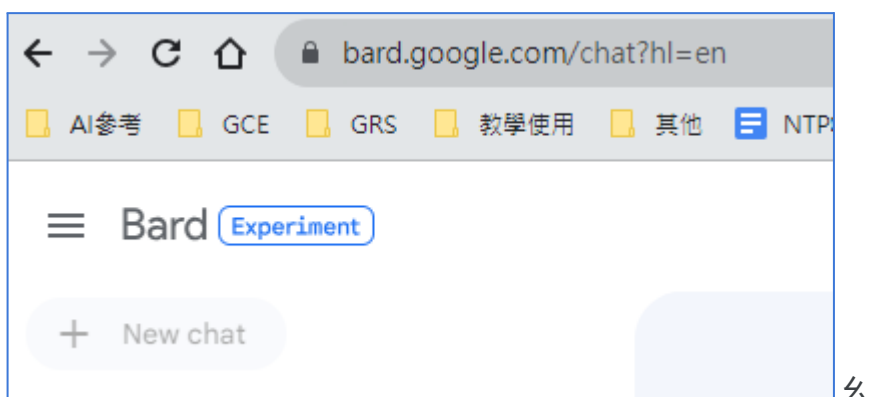 bard.google.com/chat?hl=en
AI參考 GCE GRS 教學使用 其他 NTP
Bard Experiment
New chat